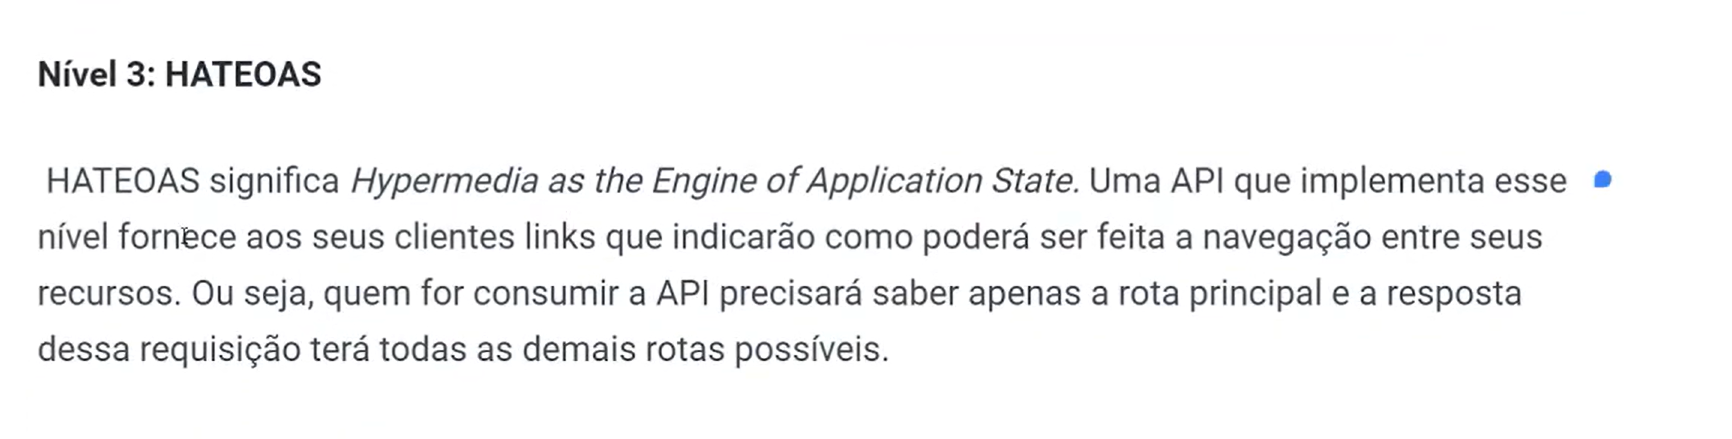 Nível 3: HATEOAS
HATEOAS significa Hypermedia as the Engine of Application State. Uma API que implementa esse
nível fornece aos seus clientes links que indicarão como poderá ser feita a navegação entre seus
recursos. Ou seja, quem for consumir a API precisará saber apenas a rota principal e a resposta
dessa requisição terá todas as demais rotas possíveis.